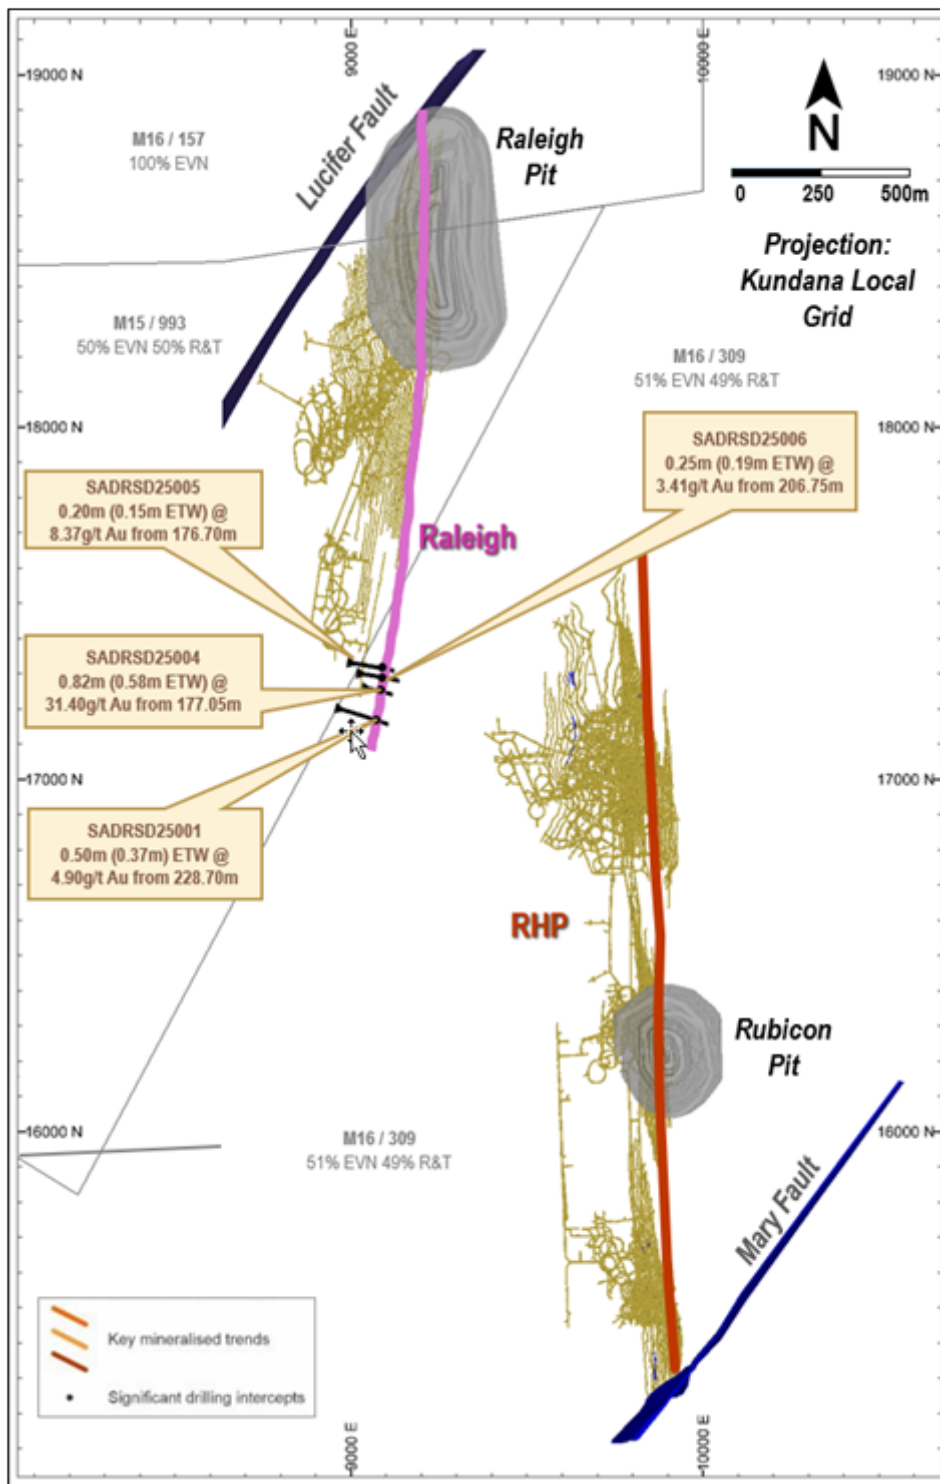 9000 E
10000 E
19000 N
19000 N
Lucifer Fault
M16 / 157
100% EVN
Raleigh
Pit
N
0 250 500m
Projection:
Kundana Local
Grid
M15 / 993
50% EVN 50% R&T
M16 / 309
51% EVN 49% R&T
18000 N
18000 N
SADRSD25006
0.25m (0.19m ETW) @
3.41g/t Au from 206.75m
SADRSD25005
0.20m (0.15m ETW) @
8.37g/t Au from 176.70m
Raleigh
SADRSD25004
0.82m (0.58m ETW) @
31.40g/t Au from 177.05m
17000 N
17000 N
SADRSD25001
0.50m (0.37m) ETW @
4.90g/t Au from 228.70m
RHP
Rubicon
Pit
16000 N
16000 N
M16 / 309
51% EVN 49% R&T
Mary Fault
Key mineralised trends
Significant drilling intercepts
9000 E
10000 E